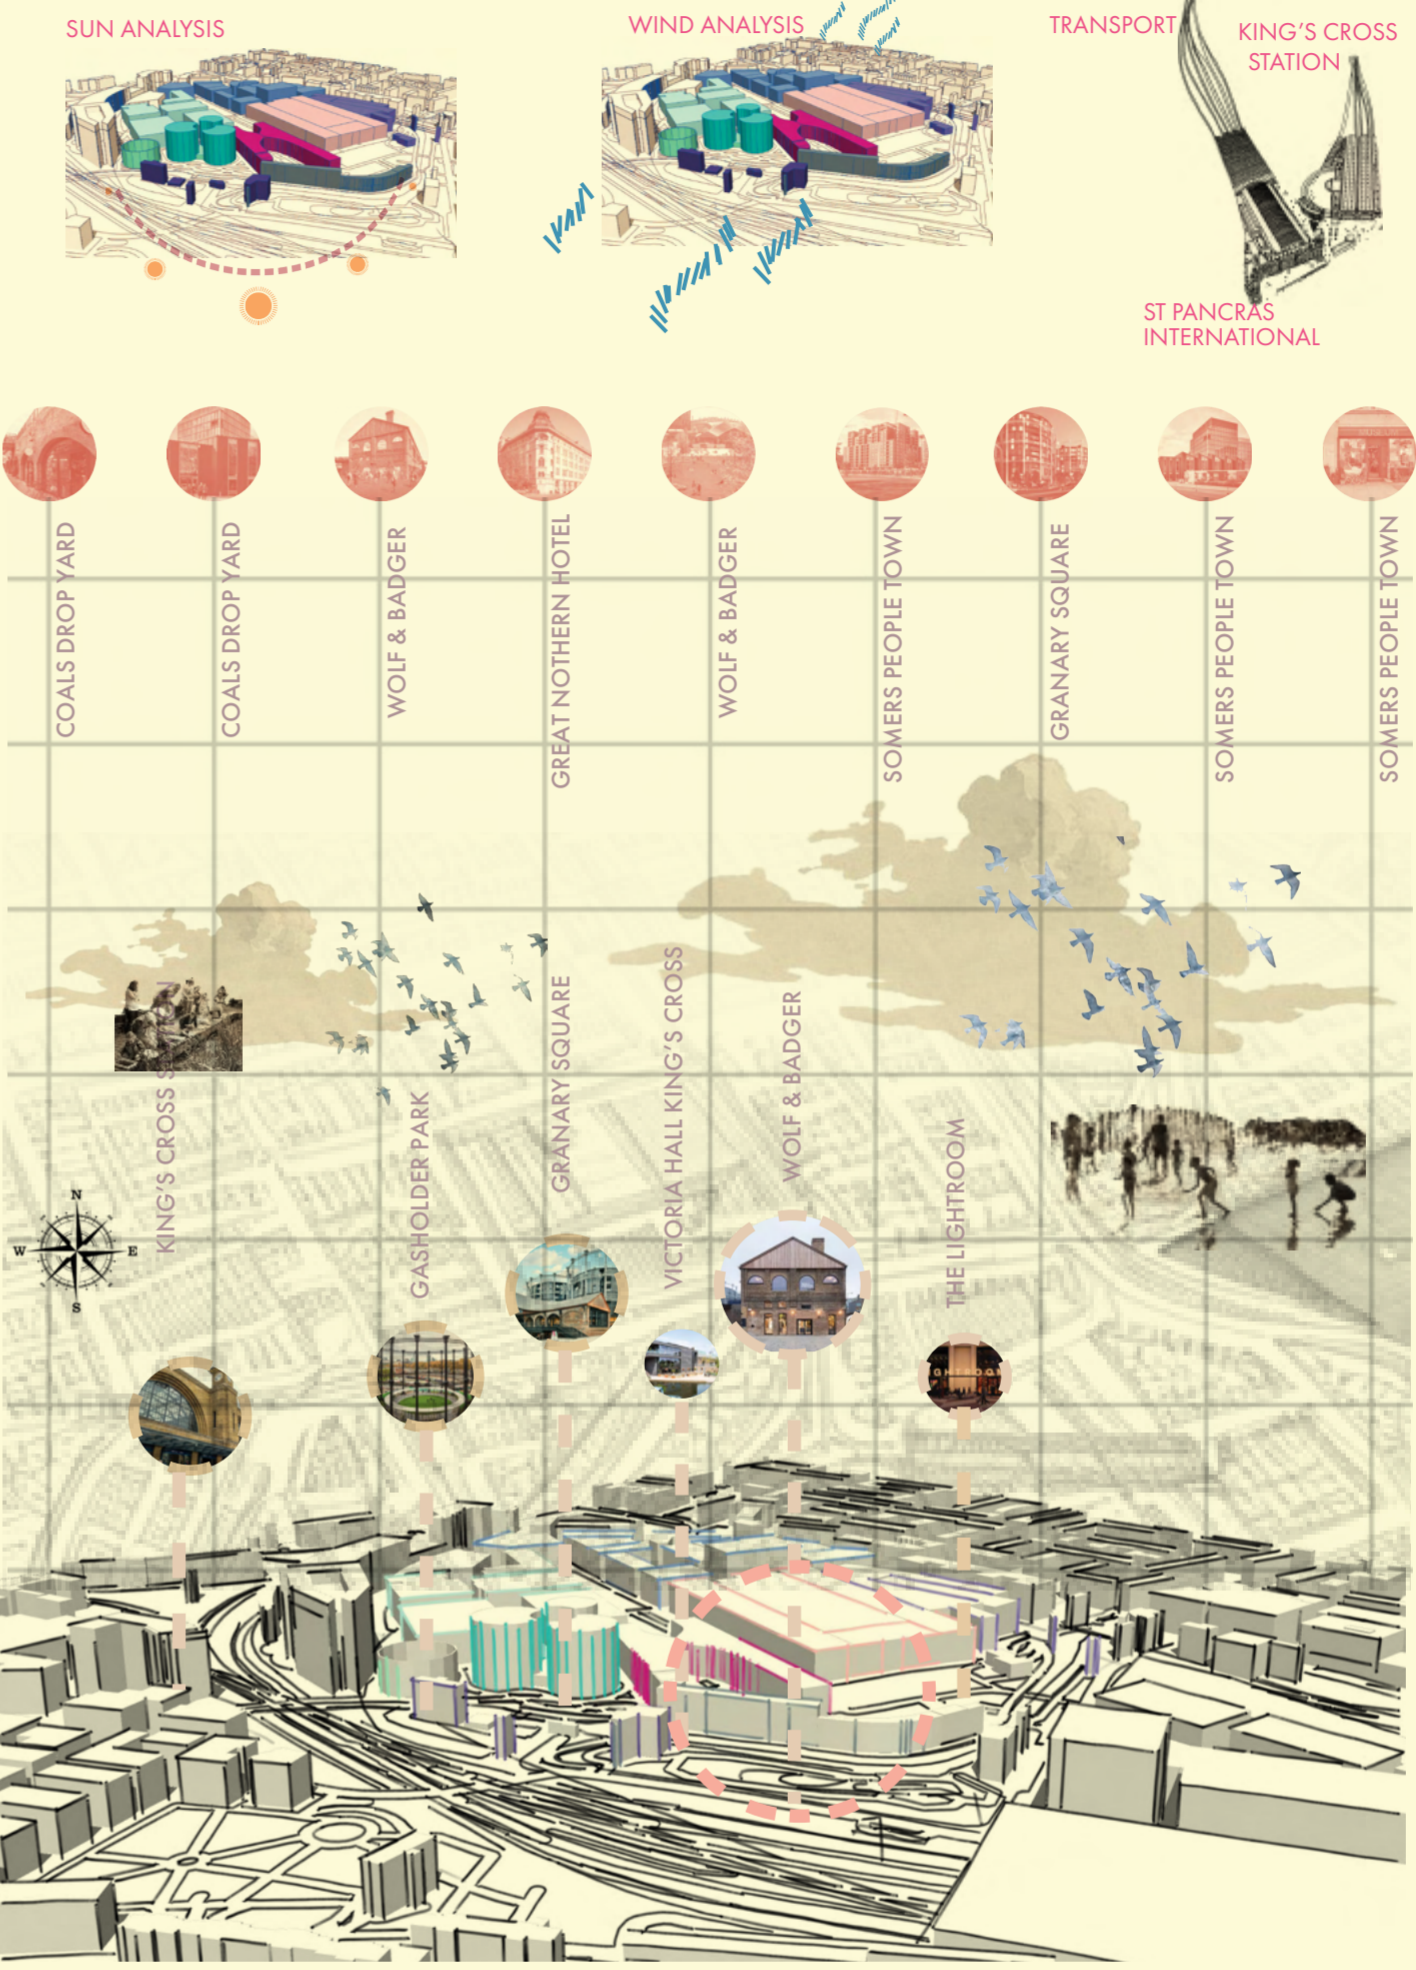 SUN ANALYSIS
WIND ANALYSIS
TRANSPORT
KING'S CROSS
STATION
ST PANCRAS
INTERNATIONAL
COALS DROP YARD
COALS DROP YARD
WOLF & BADGER
GREAT NOTHERN HOTEL
WOLF & BADGER
SOMERS PEOPLE TOWN
GRANARY SQUARE
SOMERS PEOPLE TOWN
SOMERS PEOPLE TOWN
KING'S CROSS
GASHOLDER PARK
GRANARY SQUARE
VICTORIA HALL KING'S CROSS
WOLF & BADGER
THE LIGHTROOM
N
W
E
S